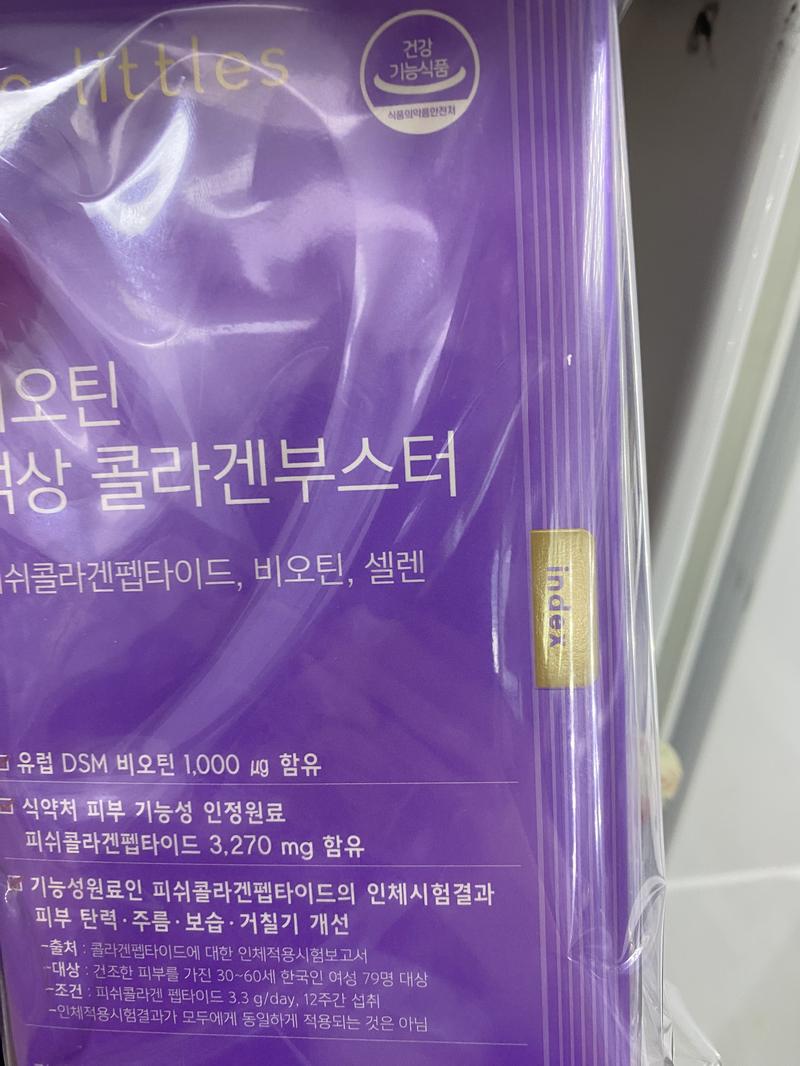 littles
건강
기능식품
식품의약품안전처
비오틴
콜라겐부스터
피쉬콜라겐펩타이드, 비오틴, 셀렌
index
유럽 DSM 비오틴 1,000 ㎍ 함유
식약처 피부 기능성 인정원료
피쉬콜라겐펩타이드 3,270 mg 함유
기능성원료인 피쉬콜라겐펩타이드의 인체시험결과
피부 탄력·주름·보습·거칠기 개선
-출처 : 콜라겐펩타이드에 대한 인체적용시험보고서
-대상 : 건조한 피부를 가진 30~60세 한국인 여성 79명 대상
-조건 : 피쉬콜라겐 펩타이드 3.3 g/day, 12주간 섭취
-인체적용시험결과가 모두에게 동일하게 적용되는 것은 아님